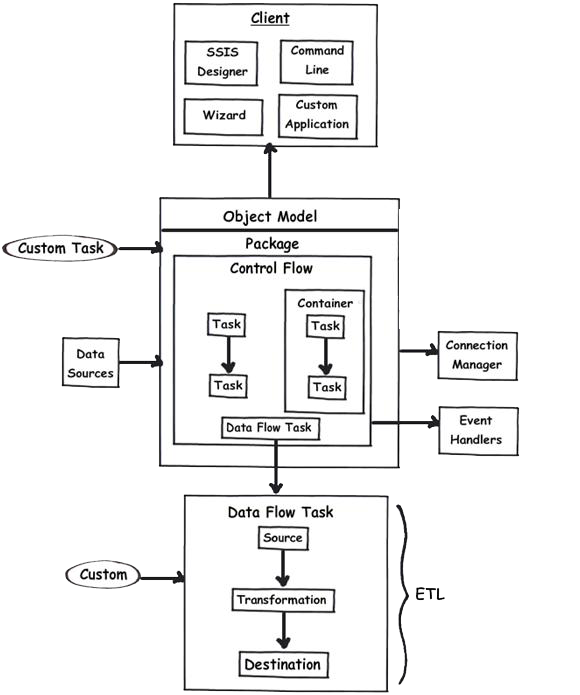 Client
SSIS
Designer
Command
Line
Wizard
Custom
Application
Object Model
Package
Custom Task
Control Flow
Container
Task
Task
Task
Task
Data
Sources
Data Flow Task
Connection
Manager
Event
Handlers
Data Flow Task
Source
Custom
Transformation
ETL
Destination